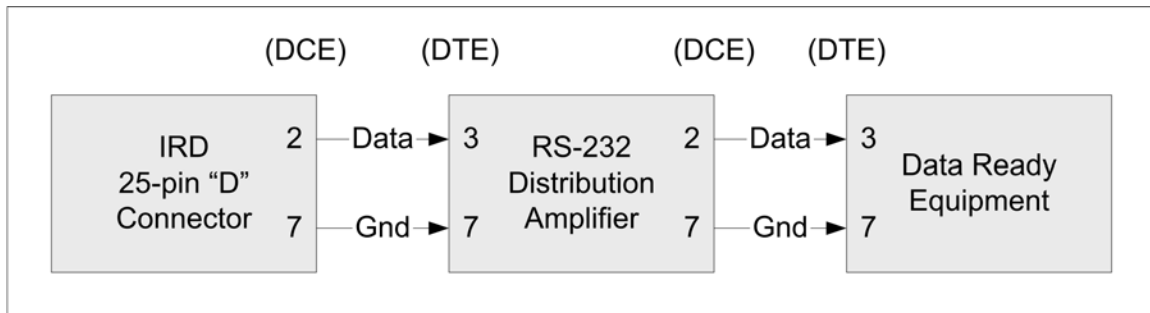 (DCE) (DTE) (DCE) (DTE)
IRD
25-pin “D”
Connector
2 Data 3
7 Gnd 7
RS-232
Distribution
Amplifier
2 Data 3
7 Gnd 7
Data Ready
Equipment